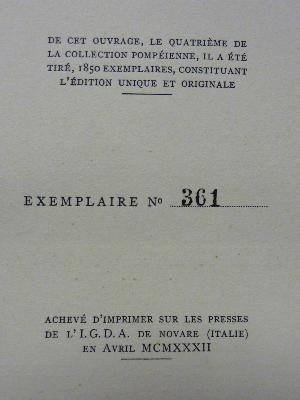 DE CET OUVRAGE, LE QUATRIÈME DE
LA COLLECTION POMPÉIENNE, IL A ÉTÉ
TIRÉ, 1850 EXEMPLAIRES, CONSTITUANT
L'ÉDITION UNIQUE ET ORIGINALE
EXEMPLAIRE Nº 361
ACHEVÉ D'IMPRIMER SUR LES PRESSES
DE L'I.G.D.A. DE NOVARE (ITALIE)
EN AVRIL MCMXXXII